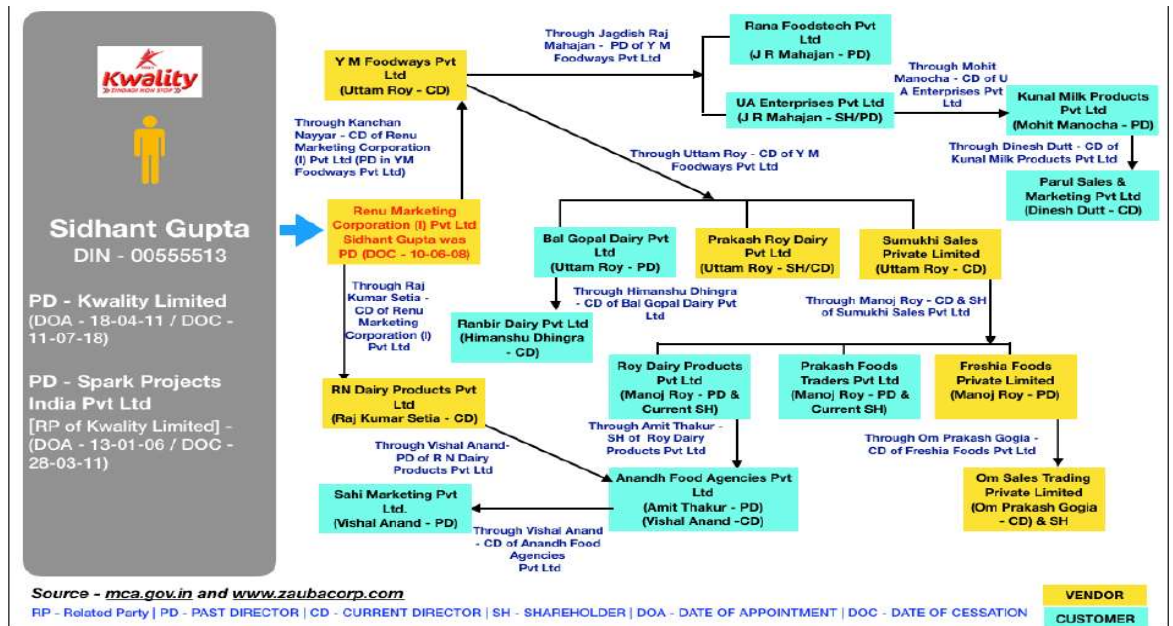 Kwality
Sidhant Gupta
DIN - 00555513
PD - Kwality Limited
(DOA - 18-04-11 / DOC -
11-07-18)
PD - Spark Projects
India Pvt Ltd
[RP of Kwality Limited] -
(DOA - 13-01-06 / DOC -
28-03-11)
Y M Foodways Pvt
Ltd
(Uttam Roy - CD)
Through Jagdish Raj
Mahajan - PD of Y M
Foodways Pvt Ltd
Rana Foodstech Pvt
Ltd
(J R Mahajan - PD)
UA Enterprises Pvt Ltd
(J R Mahajan - SH/PD)
Through Mohit
Manocha - CD of U
A Enterprises Pvt
Ltd
Kunal Milk Products
Pvt Ltd
(Mohit Manocha - PD)
Through Dinesh Dutt - CD of
Kunal Milk Products Pvt Ltd
Parul Sales &
Marketing Pvt Ltd
(Dinesh Dutt - CD)
Through Kanchan
Nayyar - CD of Renu
Marketing Corporation
(I) Pvt Ltd (PD in YM
Foodways Pvt Ltd)
Through Uttam Roy - CD of Y M
Foodways Pvt Ltd
Renu Marketing
Corporation (I) Pvt Ltd
Sidhant Gupta was
PD (DOC - 10-06-08)
Bal Gopal Dairy Pvt
Ltd
(Uttam Roy - PD)
Prakash Roy Dairy
Pvt Ltd
(Uttam Roy - SH/CD)
Sumukhi Sales
Private Limited
(Uttam Roy - CD)
Through Raj
Kumar Setia -
CD of Renu
Marketing
Corporation (I)
Pvt Ltd
Through Himanshu Dhingra
- CD of Bal Gopal Dairy Pvt
Ltd
Through Manoj Roy - CD & SH
of Sumukhi Sales Pvt Ltd
Ranbir Dairy Pvt Ltd
(Himanshu Dhingra
- CD)
Roy Dairy Products
Pvt Ltd
(Manoj Roy - PD &
Current SH)
Prakash Foods
Traders Pvt Ltd
(Manoj Roy - PD &
Current SH)
Freshia Foods
Private Limited
(Manoj Roy - PD)
RN Dairy Products Pvt
Ltd
(Raj Kumar Setia - CD)
Through Vishal Anand-
PD of R N Dairy
Products Pvt Ltd
Through Amit Thakur -
SH of Roy Dairy
Products Pvt Ltd
Through Om Prakash Gogia -
CD of Freshia Foods Pvt Ltd
Sahi Marketing Pvt
Ltd.
(Vishal Anand - PD)
Anandh Food Agencies Pvt
Ltd
(Amit Thakur - PD)
(Vishal Anand -CD)
Om Sales Trading
Private Limited
(Om Prakash Gogia
- CD) & SH
Through Vishal Anand
- CD of Anandh Food
Agencies
Pvt Ltd
Source - mca.gov.in and www.zaubacorp.com
RP - Related Party | PD - PAST DIRECTOR | CD - CURRENT DIRECTOR | SH - SHAREHOLDER | DOA - DATE OF APPOINTMENT | DOC - DATE OF CESSATION
VENDOR
CUSTOMER